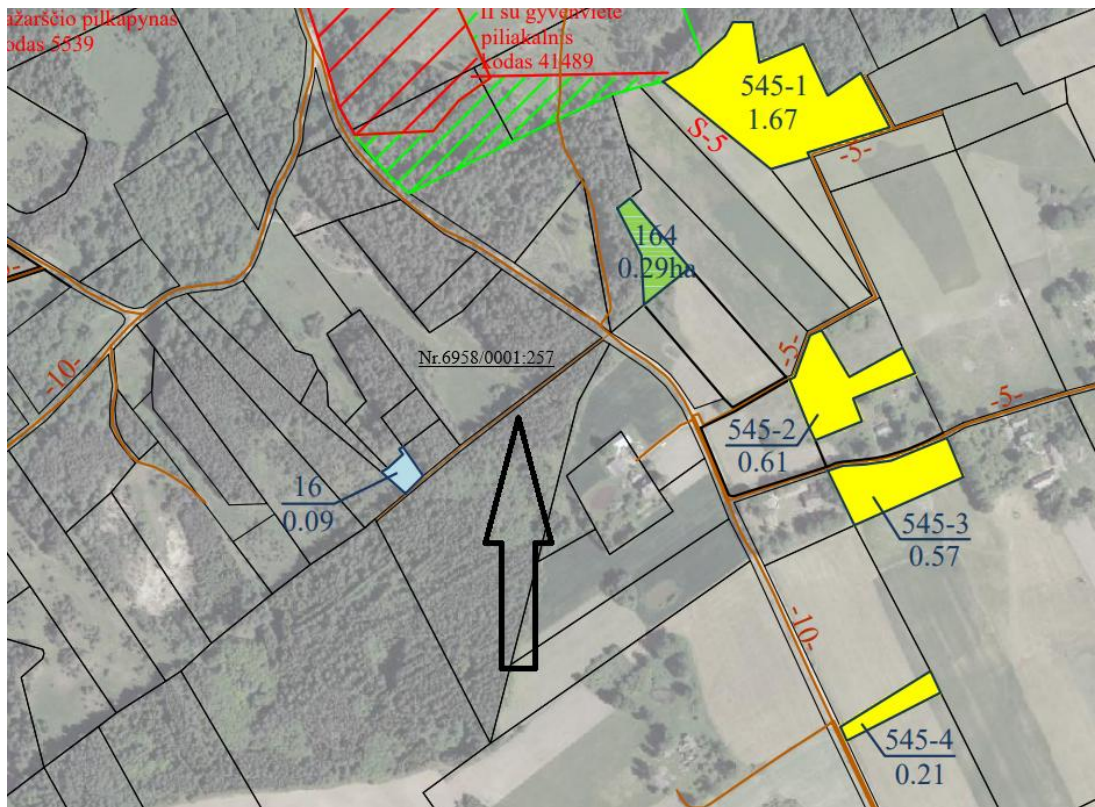 ažarsčio pilkapynas
odas 5539
II su gyvenviete
piliakalnis
kodas 41489
545-1
1.67
S-5
-5-
164
0.29ha
-10-
Nr.6958/0001:257
-5-
-5-
545-2
0.61
16
0.09
545-3
0.57
-10-
545-4
0.21